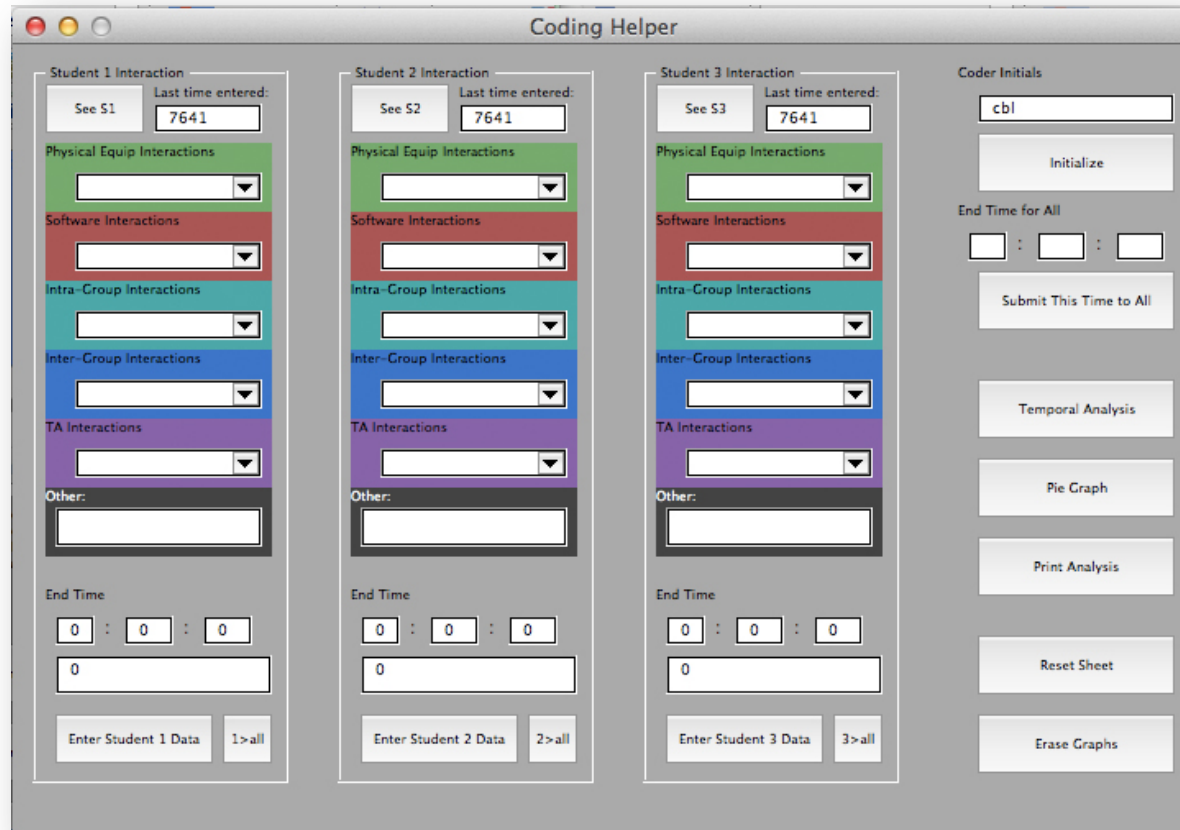 Coding Helper
Student 1 Interaction
See S1
Last time entered:
7641
Physical Equip Interactions
Software Interactions
Intra-Group Interactions
Inter-Group Interactions
TA Interactions
Other:
End Time
0 : 0 : 0
0
Enter Student 1 Data
1>all
Student 2 Interaction
See S2
Last time entered:
7641
Physical Equip Interactions
Software Interactions
Intra-Group Interactions
Inter-Group Interactions
TA Interactions
Other:
End Time
0 : 0 : 0
0
Enter Student 2 Data
2>all
Student 3 Interaction
See S3
Last time entered:
7641
Physical Equip Interactions
Software Interactions
Intra-Group Interactions
Inter-Group Interactions
TA Interactions
Other:
End Time
0 : 0 : 0
0
Enter Student 3 Data
3>all
Coder Initials
cbl
Initialize
End Time for All
: :
Submit This Time to All
Temporal Analysis
Pie Graph
Print Analysis
Reset Sheet
Erase Graphs